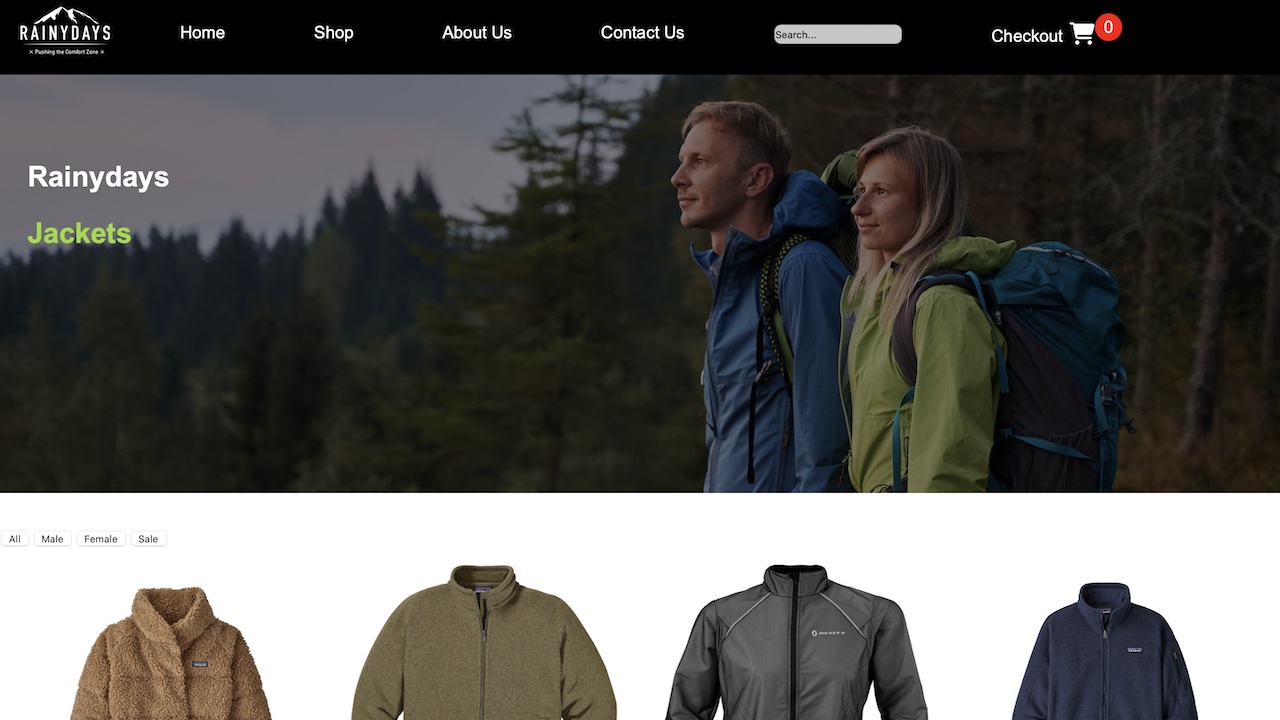 RAINYDAYS
× Pushing the Comfort Zone ×
Home
Shop
About Us
Contact Us
Search...
Checkout
0
Rainydays
Jackets
All
Male
Female
Sale
SCOTT